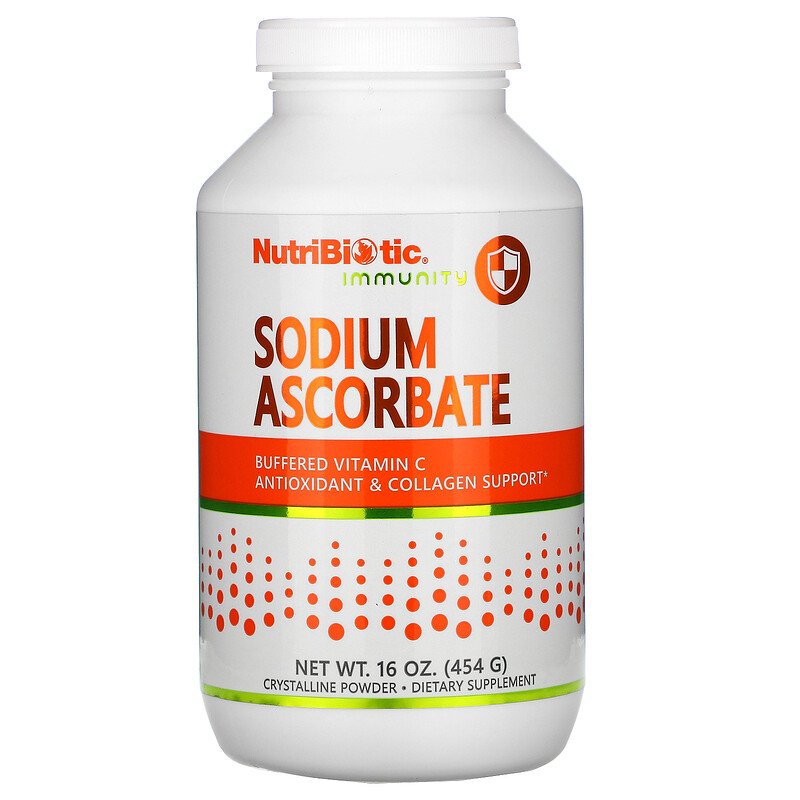 NutriBiotic®
immunity
SODIUM
ASCORBATE
BUFFERED VITAMIN C
ANTIOXIDANT & COLLAGEN SUPPORT*
NET WT. 16 OZ. (454 G)
CRYSTALLINE POWDER • DIETARY SUPPLEMENT